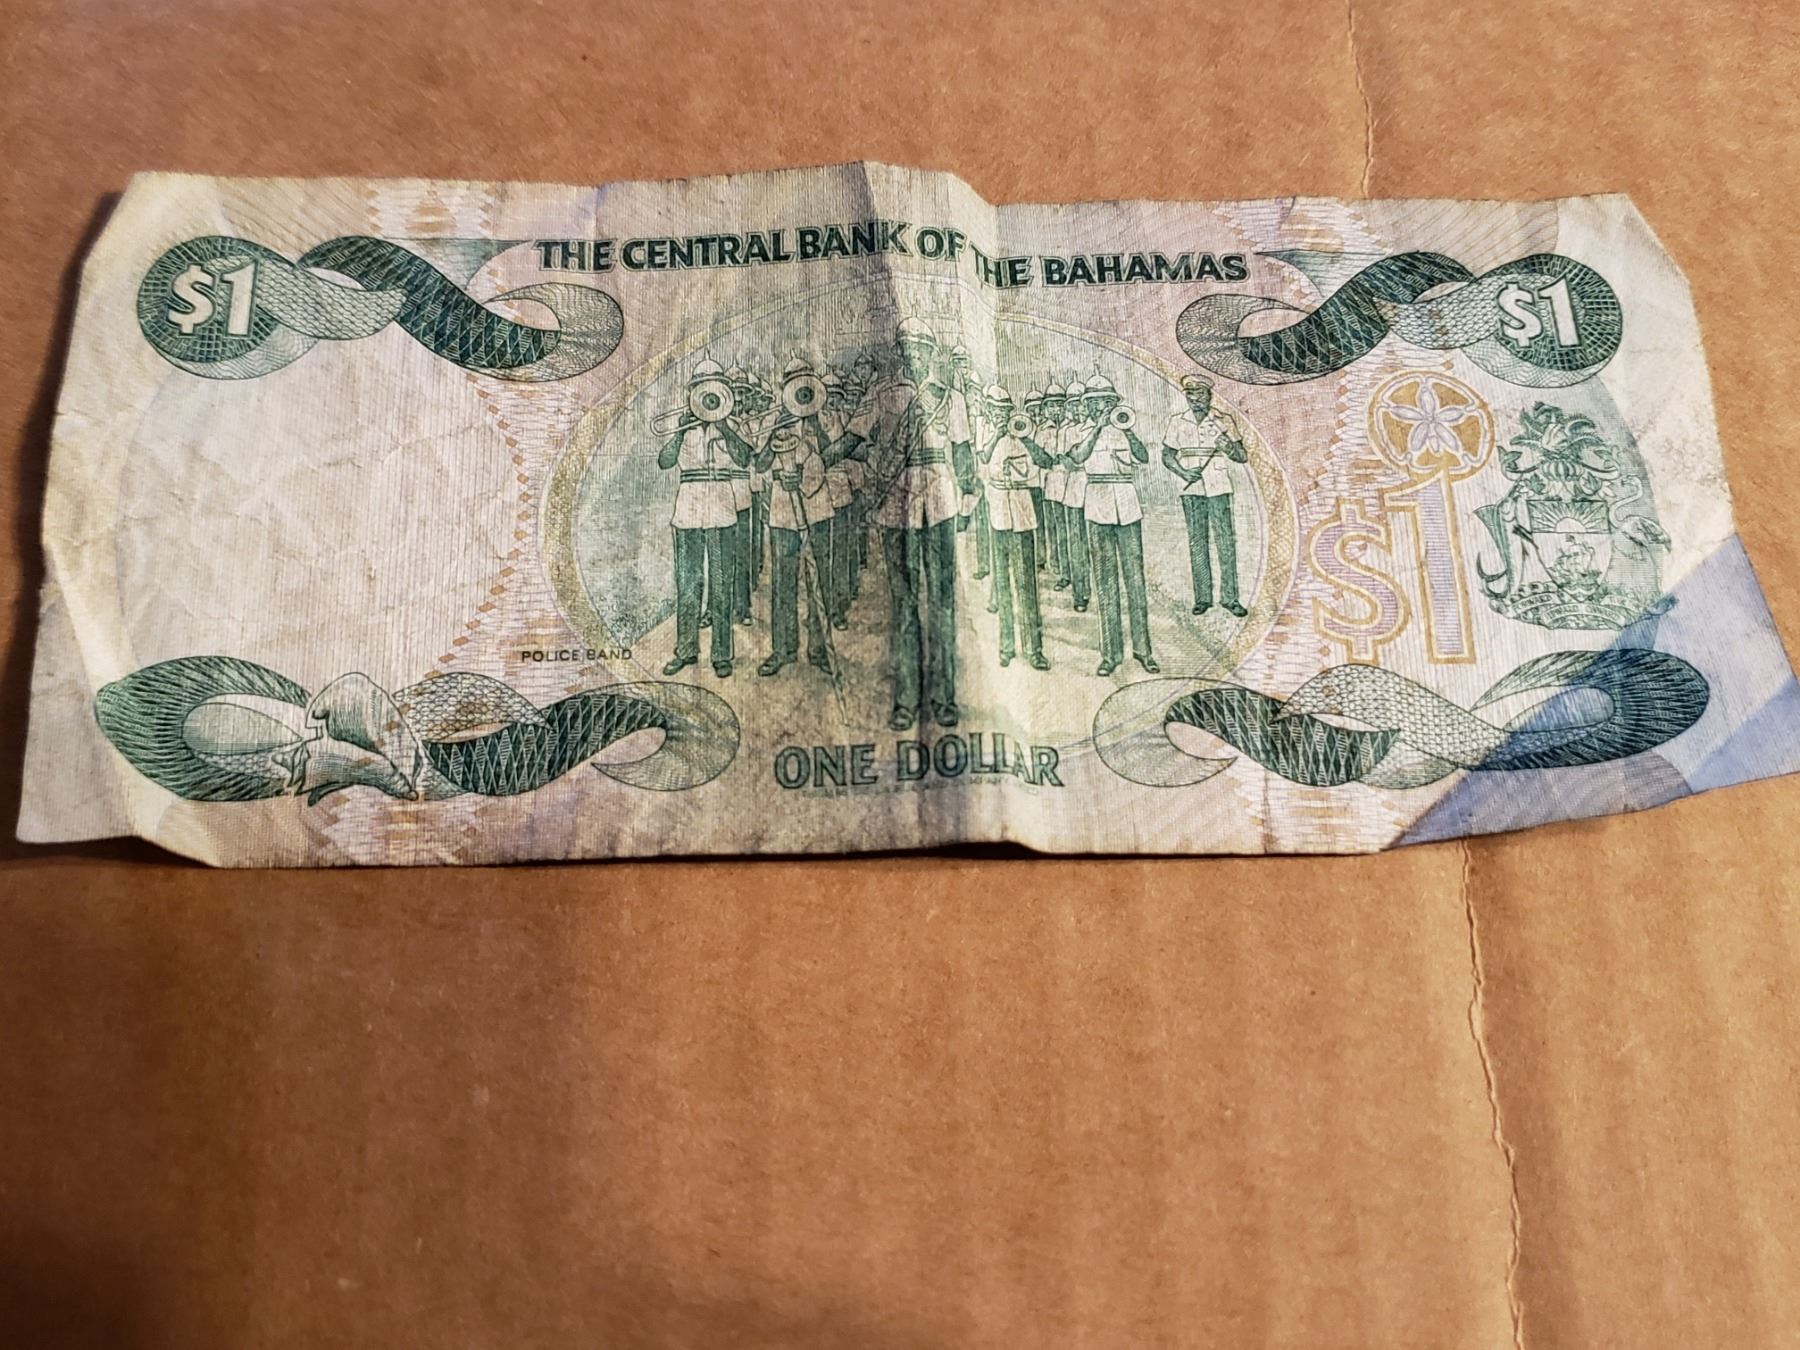 THE CENTRAL BANK OF THE BAHAMAS
$1
$1
$1
POLICE BAND
ONE DOLLAR